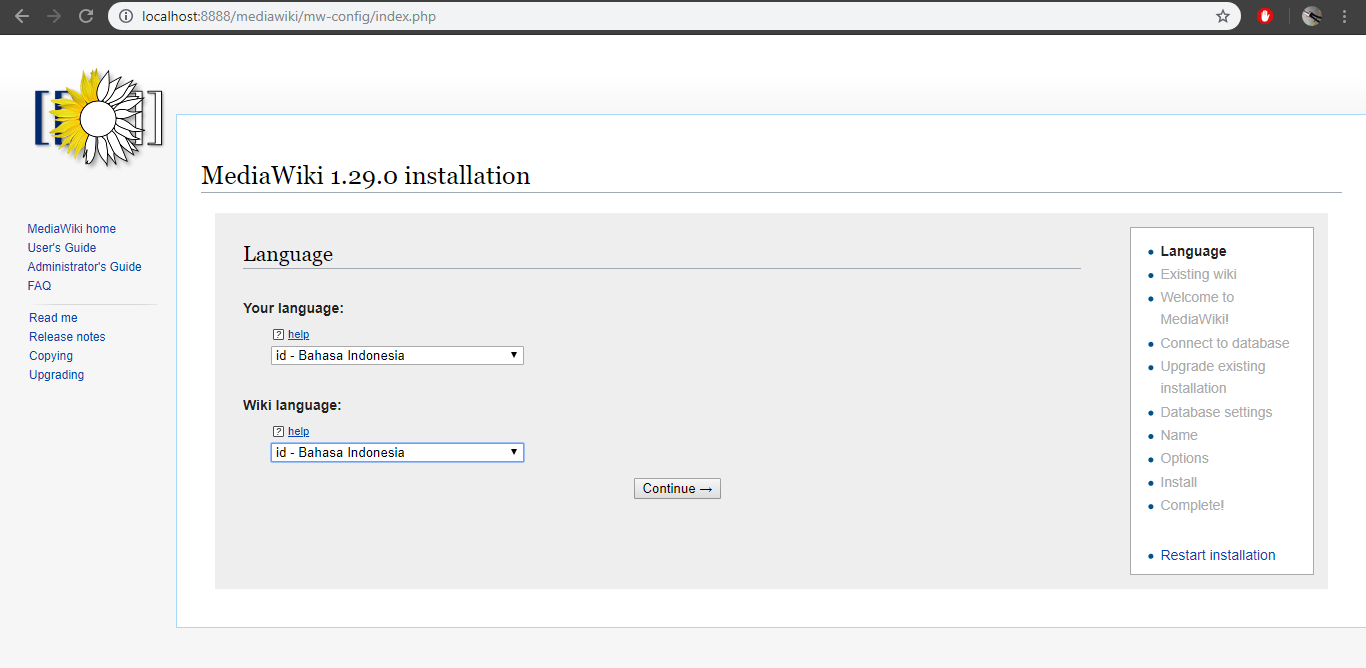 localhost:8888/mediawiki/mw-config/index.php
MediaWiki 1.29.0 installation
MediaWiki home
User's Guide
Administrator's Guide
FAQ
Read me
Release notes
Copying
Upgrading
Language
Your language:
? help
id - Bahasa Indonesia
Wiki language:
? help
id - Bahasa Indonesia
Continue →
Language
Existing wiki
Welcome to
MediaWiki!
Connect to database
Upgrade existing
installation
Database settings
Name
Options
Install
Complete!
Restart installation